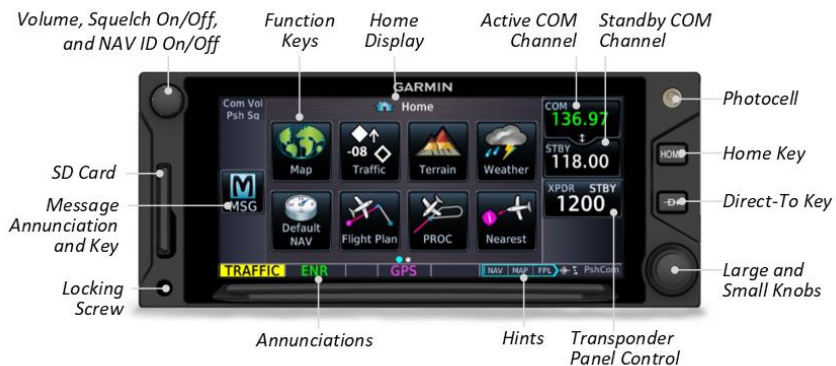 Volume, Squelch On/Off,
and NAV ID On/Off
Function
Keys
Home
Display
Active COM
Channel
Standby COM
Channel
GARMIN
Com Vol
Psh Sq
Home
COM
136.97
STBY
118.00
XPDR STBY
1200
Photocell
HOME
Home Key
Direct-To Key
-08
Map
Traffic
Terrain
Weather
SD Card
Message
Annunciation
and Key
MSG
Default
NAV
Flight Plan
PROC
Nearest
TRAFFIC ENR GPS NAV MAP FPL PshCom
Locking
Screw
Large and
Small Knobs
Annunciations
Hints
Transponder
Panel Control